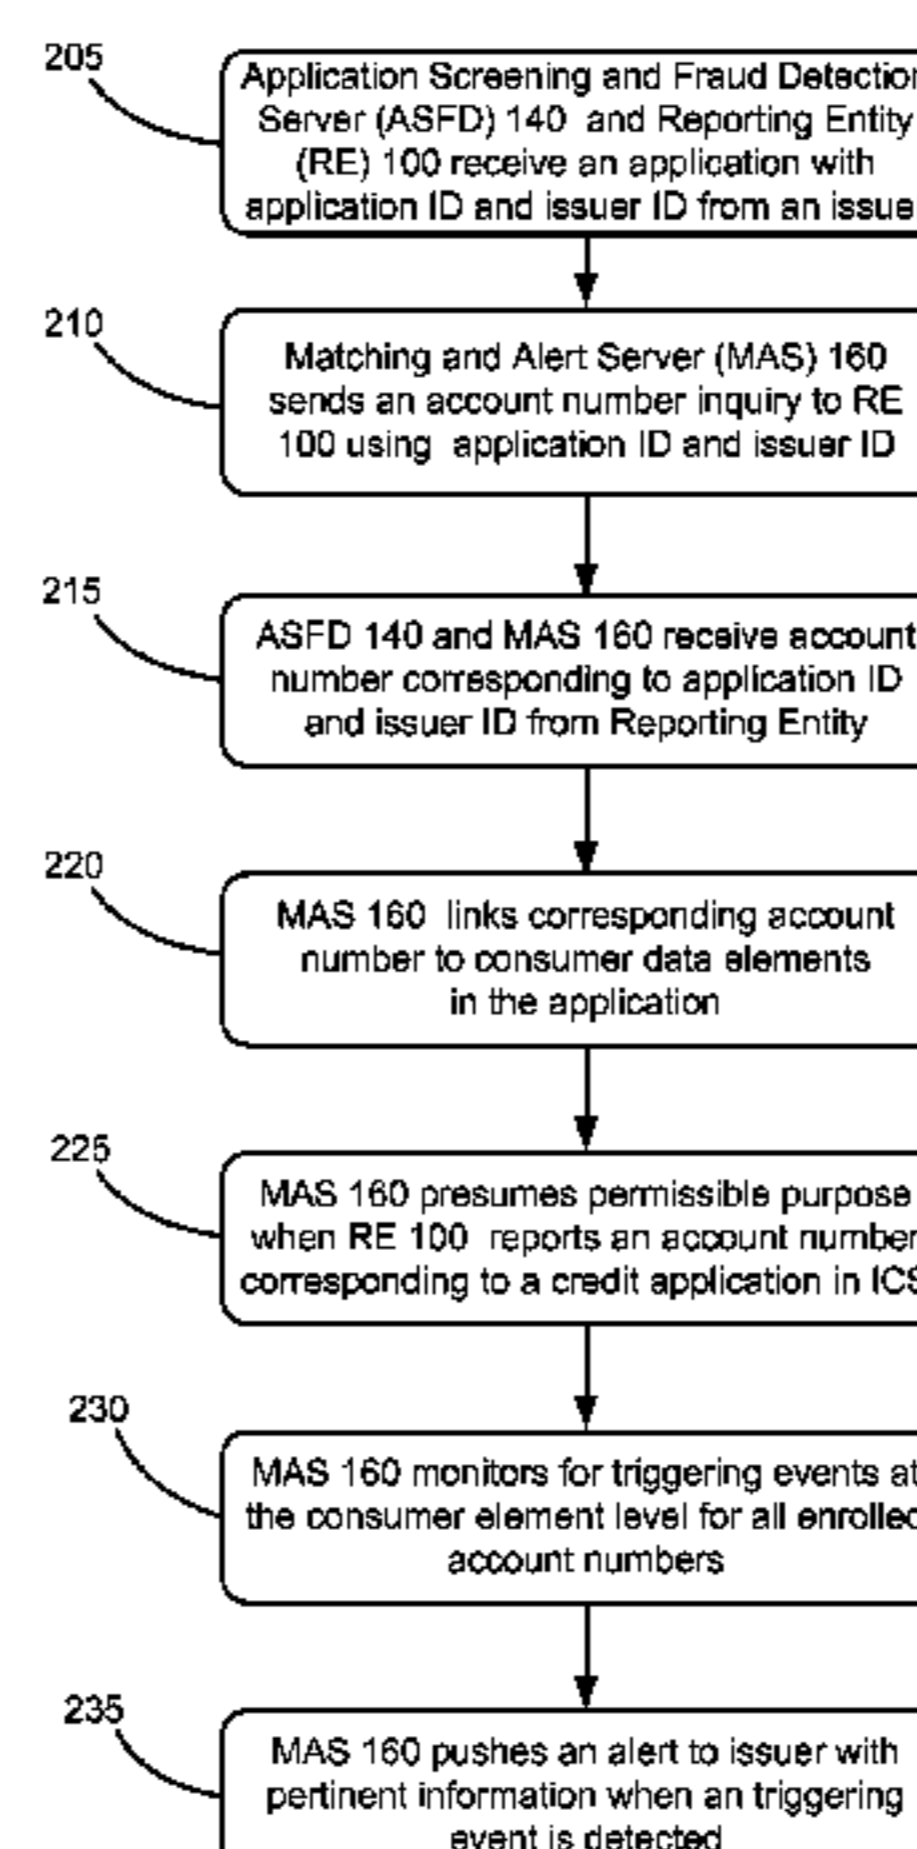 205
Application Screening and Fraud Detection
Server (ASFD) 140 and Reporting Entity
(RE) 100 receive an application with
application ID and issuer ID from an issue
210
Matching and Alert Server (MAS) 160
sends an account number inquiry to RE
100 using application ID and issuer ID
215
ASFD 140 and MAS 160 receive account
number corresponding to application ID
and issuer ID from Reporting Entity
220
MAS 160 links corresponding account
number to consumer data elements
in the application
225
MAS 160 presumes permissible purpose
when RE 100 reports an account number
corresponding to a credit application in ICS
230
MAS 160 monitors for triggering events at
the consumer element level for all enrolled
account numbers
235
MAS 160 pushes an alert to issuer with
pertinent information when an triggering
event is detected